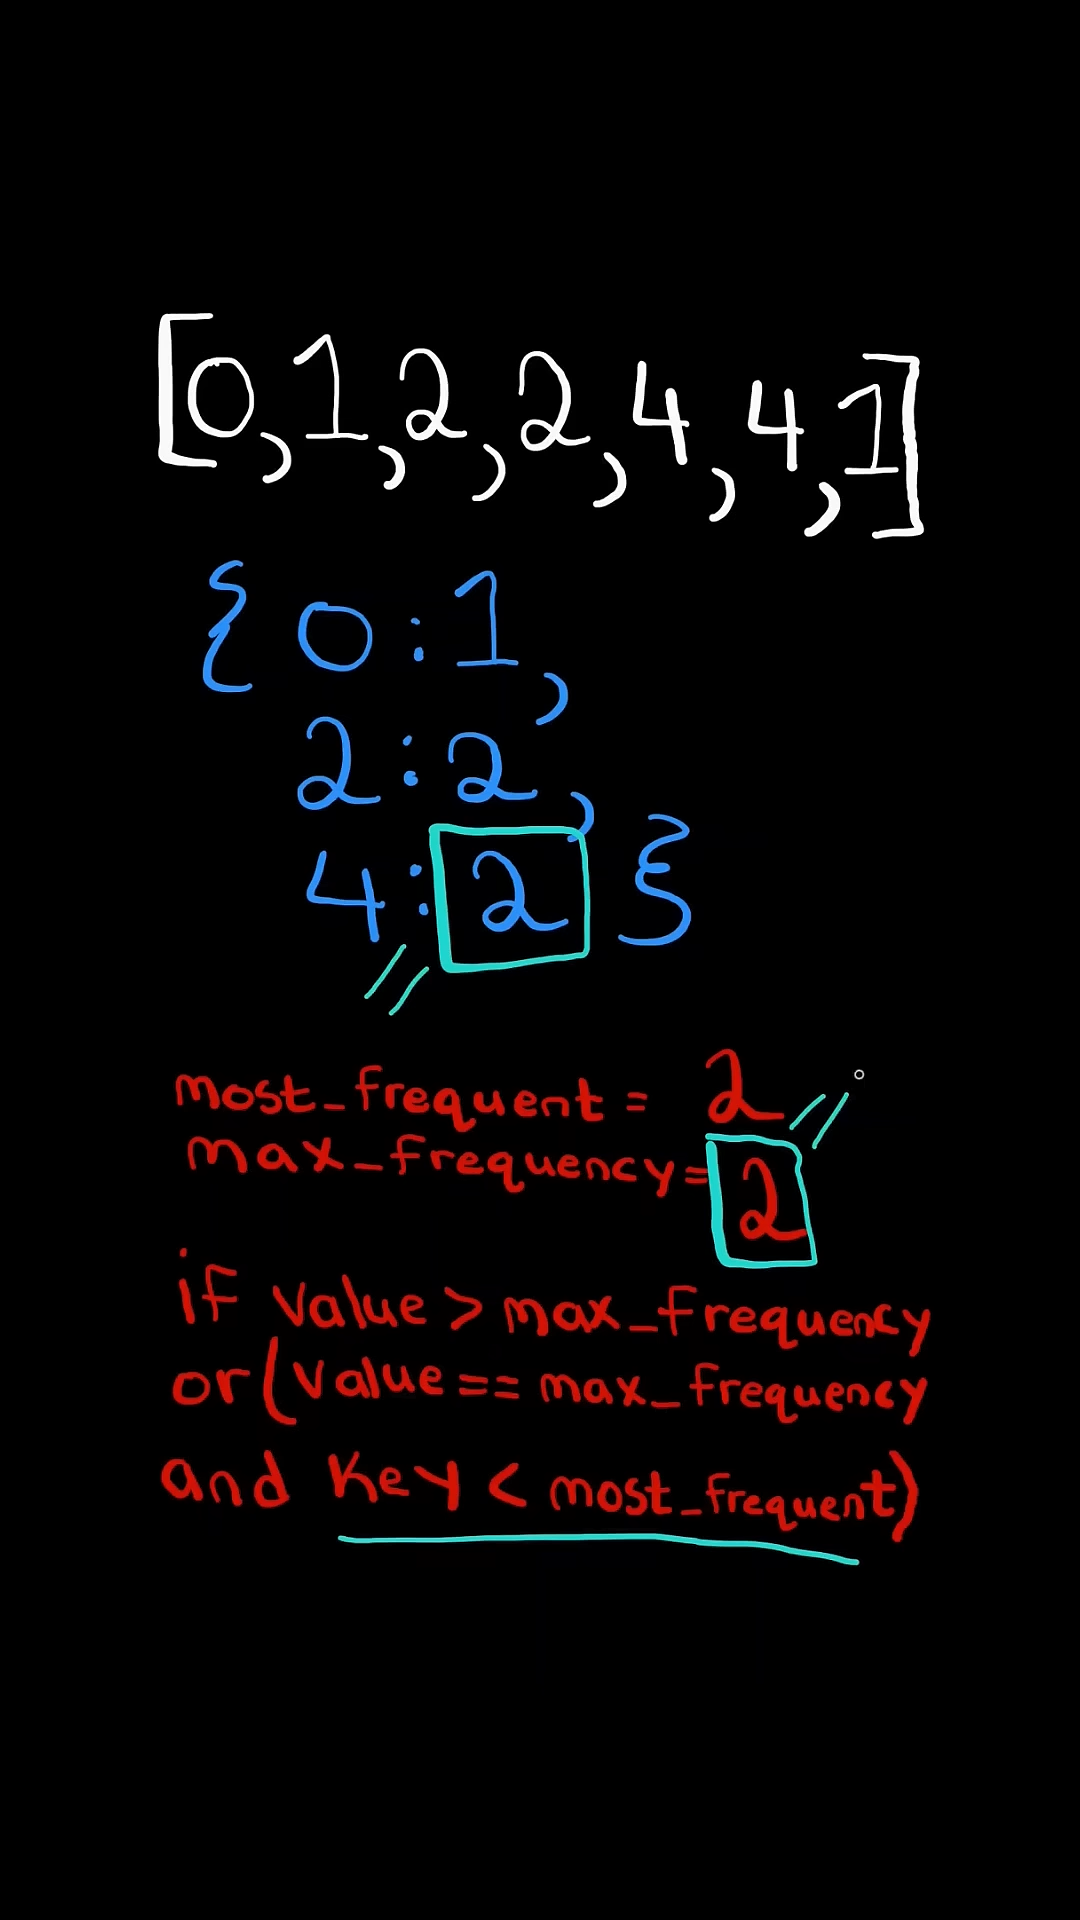 [0,1,2,2,4,4,1]
{ 0:1,
2:2,
4:2 }
most_frequent = 2
max_frequency=2
if value > max_frequency
or (value == max_frequency
and key < most_frequent)